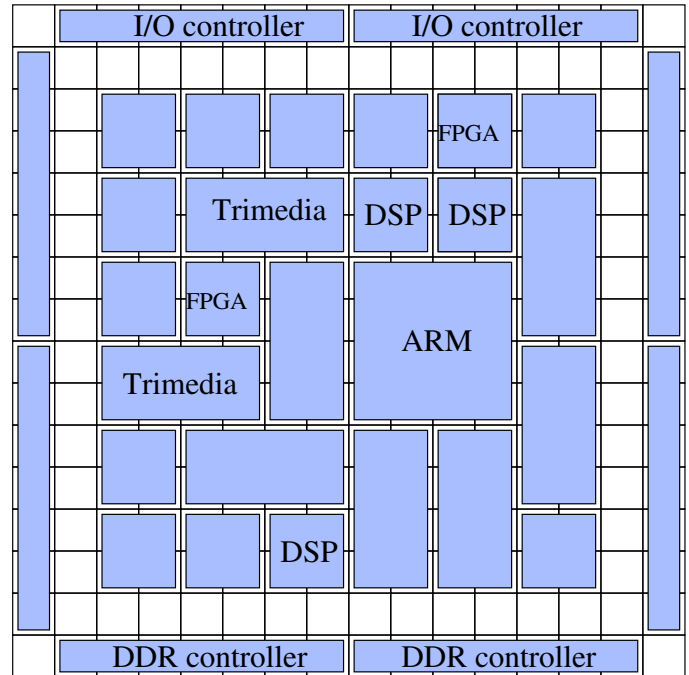 I/O controller
I/O controller
FPGA
Trimedia
DSP
DSP
FPGA
ARM
Trimedia
DSP
DDR controller
DDR controller